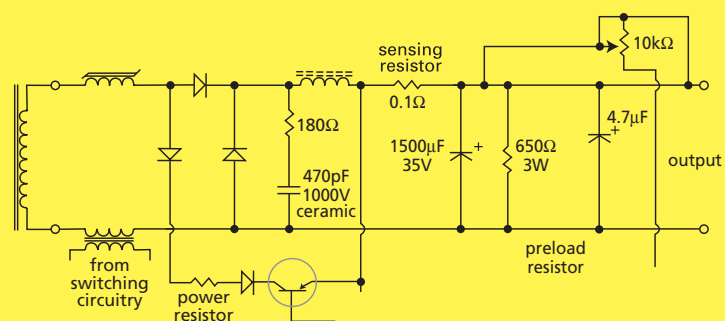 sensing
resistor
0.1Ω
10kΩ
180Ω
470pF
1000V
ceramic
1500µF
35V
+
650Ω
3W
4.7µF
+
output
preload
resistor
from
switching
circuitry
power
resistor